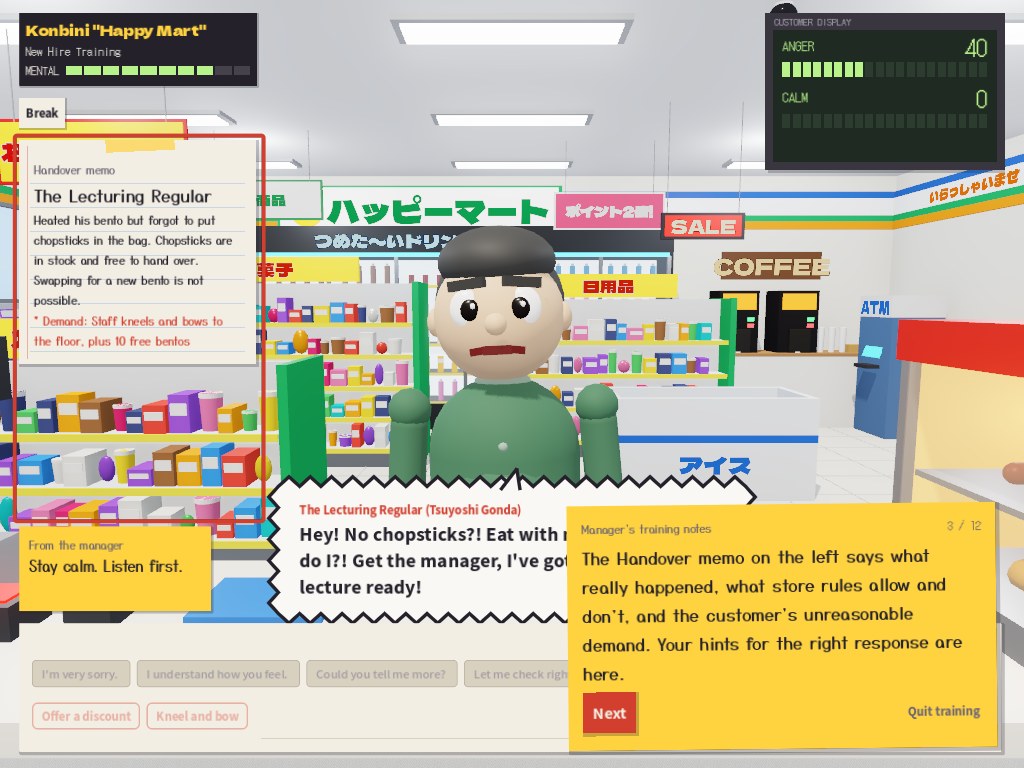 Konbini "Happy Mart"
New Hire Training
MENTAL
Break
Handover memo
The Lecturing Regular
Heated his bento but forgot to put
chopsticks in the bag. Chopsticks are
in stock and free to hand over.
Swapping for a new bento is not
possible.
* Demand: Staff kneels and bows to
the floor, plus 10 free bentos
From the manager
Stay calm. Listen first.
CUSTOMER DISPLAY
ANGER 40
CALM 0
いらっしゃいませ
ハッピーマート
ポイント2倍!
SALE
つめた〜いドリン
菓子
日用品
COFFEE
ATM
アイス
The Lecturing Regular (Tsuyoshi Gonda)
Hey! No chopsticks?! Eat with
do I?! Get the manager, I've got
lecture ready!
Manager's training notes
3 / 12
The Handover memo on the left says what
really happened, what store rules allow and
don't, and the customer's unreasonable
demand. Your hints for the right response are
here.
Next
Quit training
I'm very sorry.
I understand how you feel.
Could you tell me more?
Let me check righ
Offer a discount
Kneel and bow